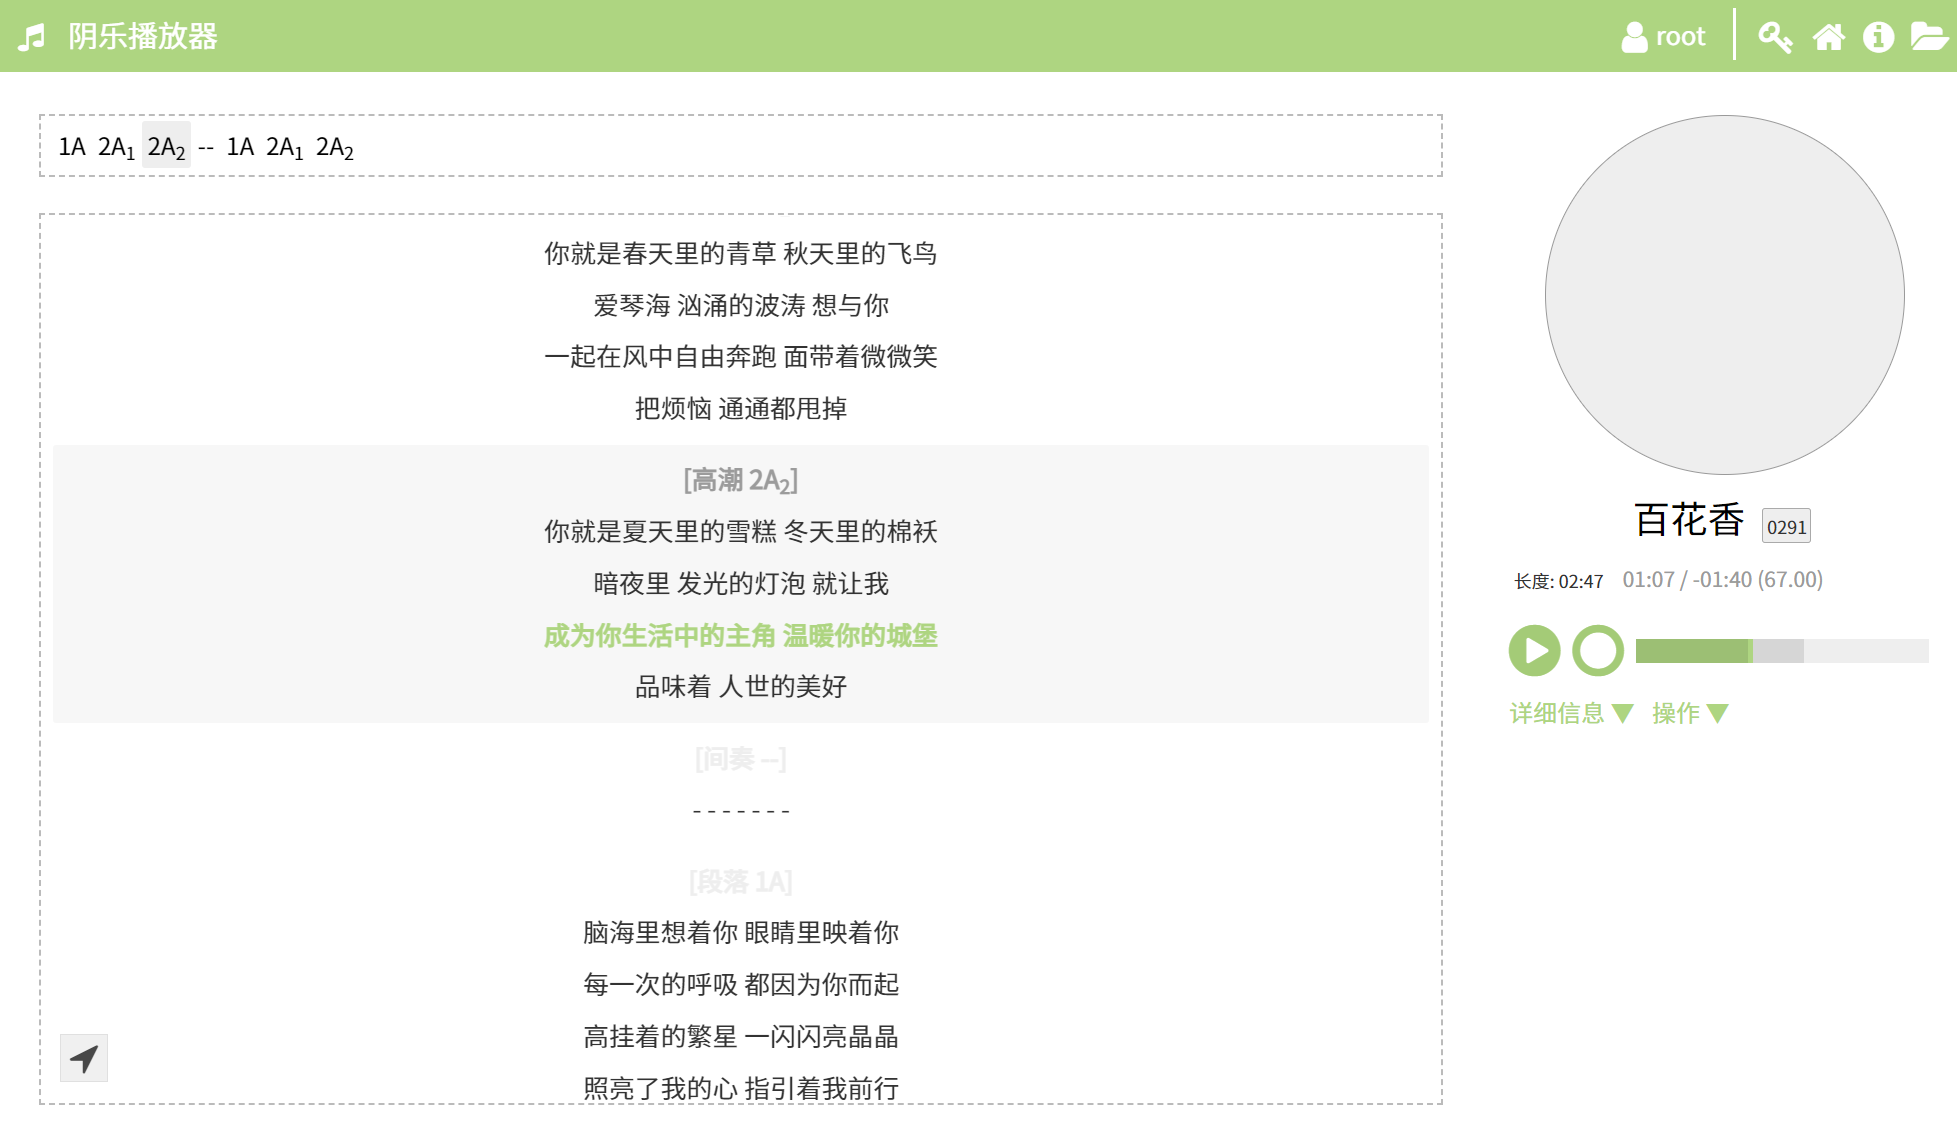 阴乐播放器
root
1A 2A1 2A2 -- 1A 2A1 2A2
你就是春天里的青草 秋天里的飞鸟
爱琴海 汹涌的波涛 想与你
一起在风中自由奔跑 面带着微微笑
把烦恼 通通都甩掉
[高潮 2A2]
你就是夏天里的雪糕 冬天里的棉袄
暗夜里 发光的灯泡 就让我
成为你生活中的主角 温暖你的城堡
品味着 人世的美好
[间奏 --]
- - - - - - -
[段落 1A]
脑海里想着你 眼睛里映着你
每一次的呼吸 都因为你而起
高挂着的繁星 一闪闪亮晶晶
照亮了我的心 指引着我前行
百花香 0291
长度: 02:47 01:07 / -01:40 (67.00)
详细信息 ▼ 操作 ▼